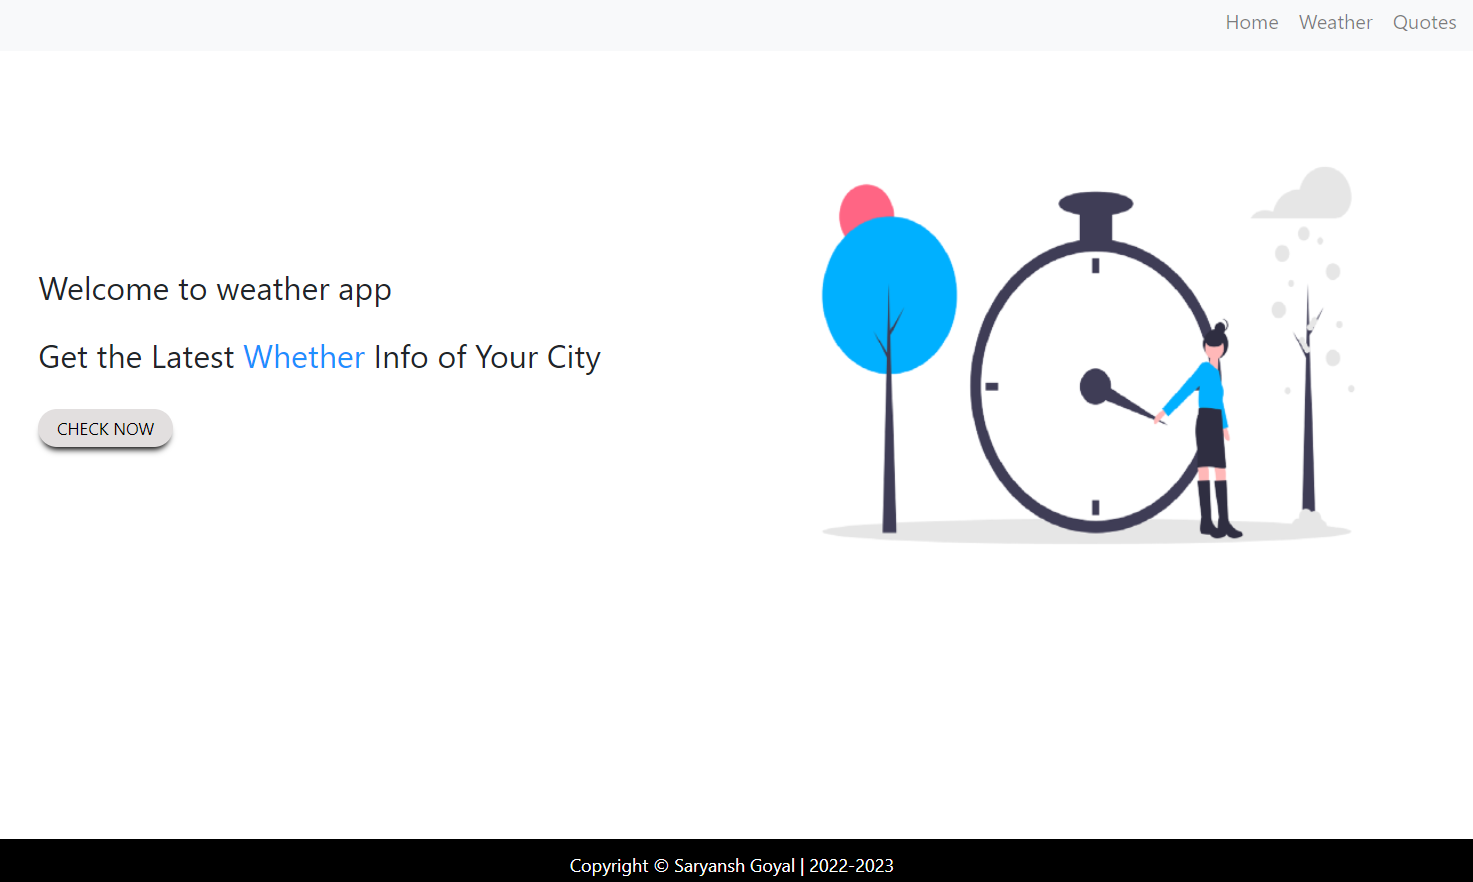 Home Weather Quotes
Welcome to weather app
Get the Latest Whether Info of Your City
CHECK NOW
Copyright © Saryansh Goyal | 2022-2023